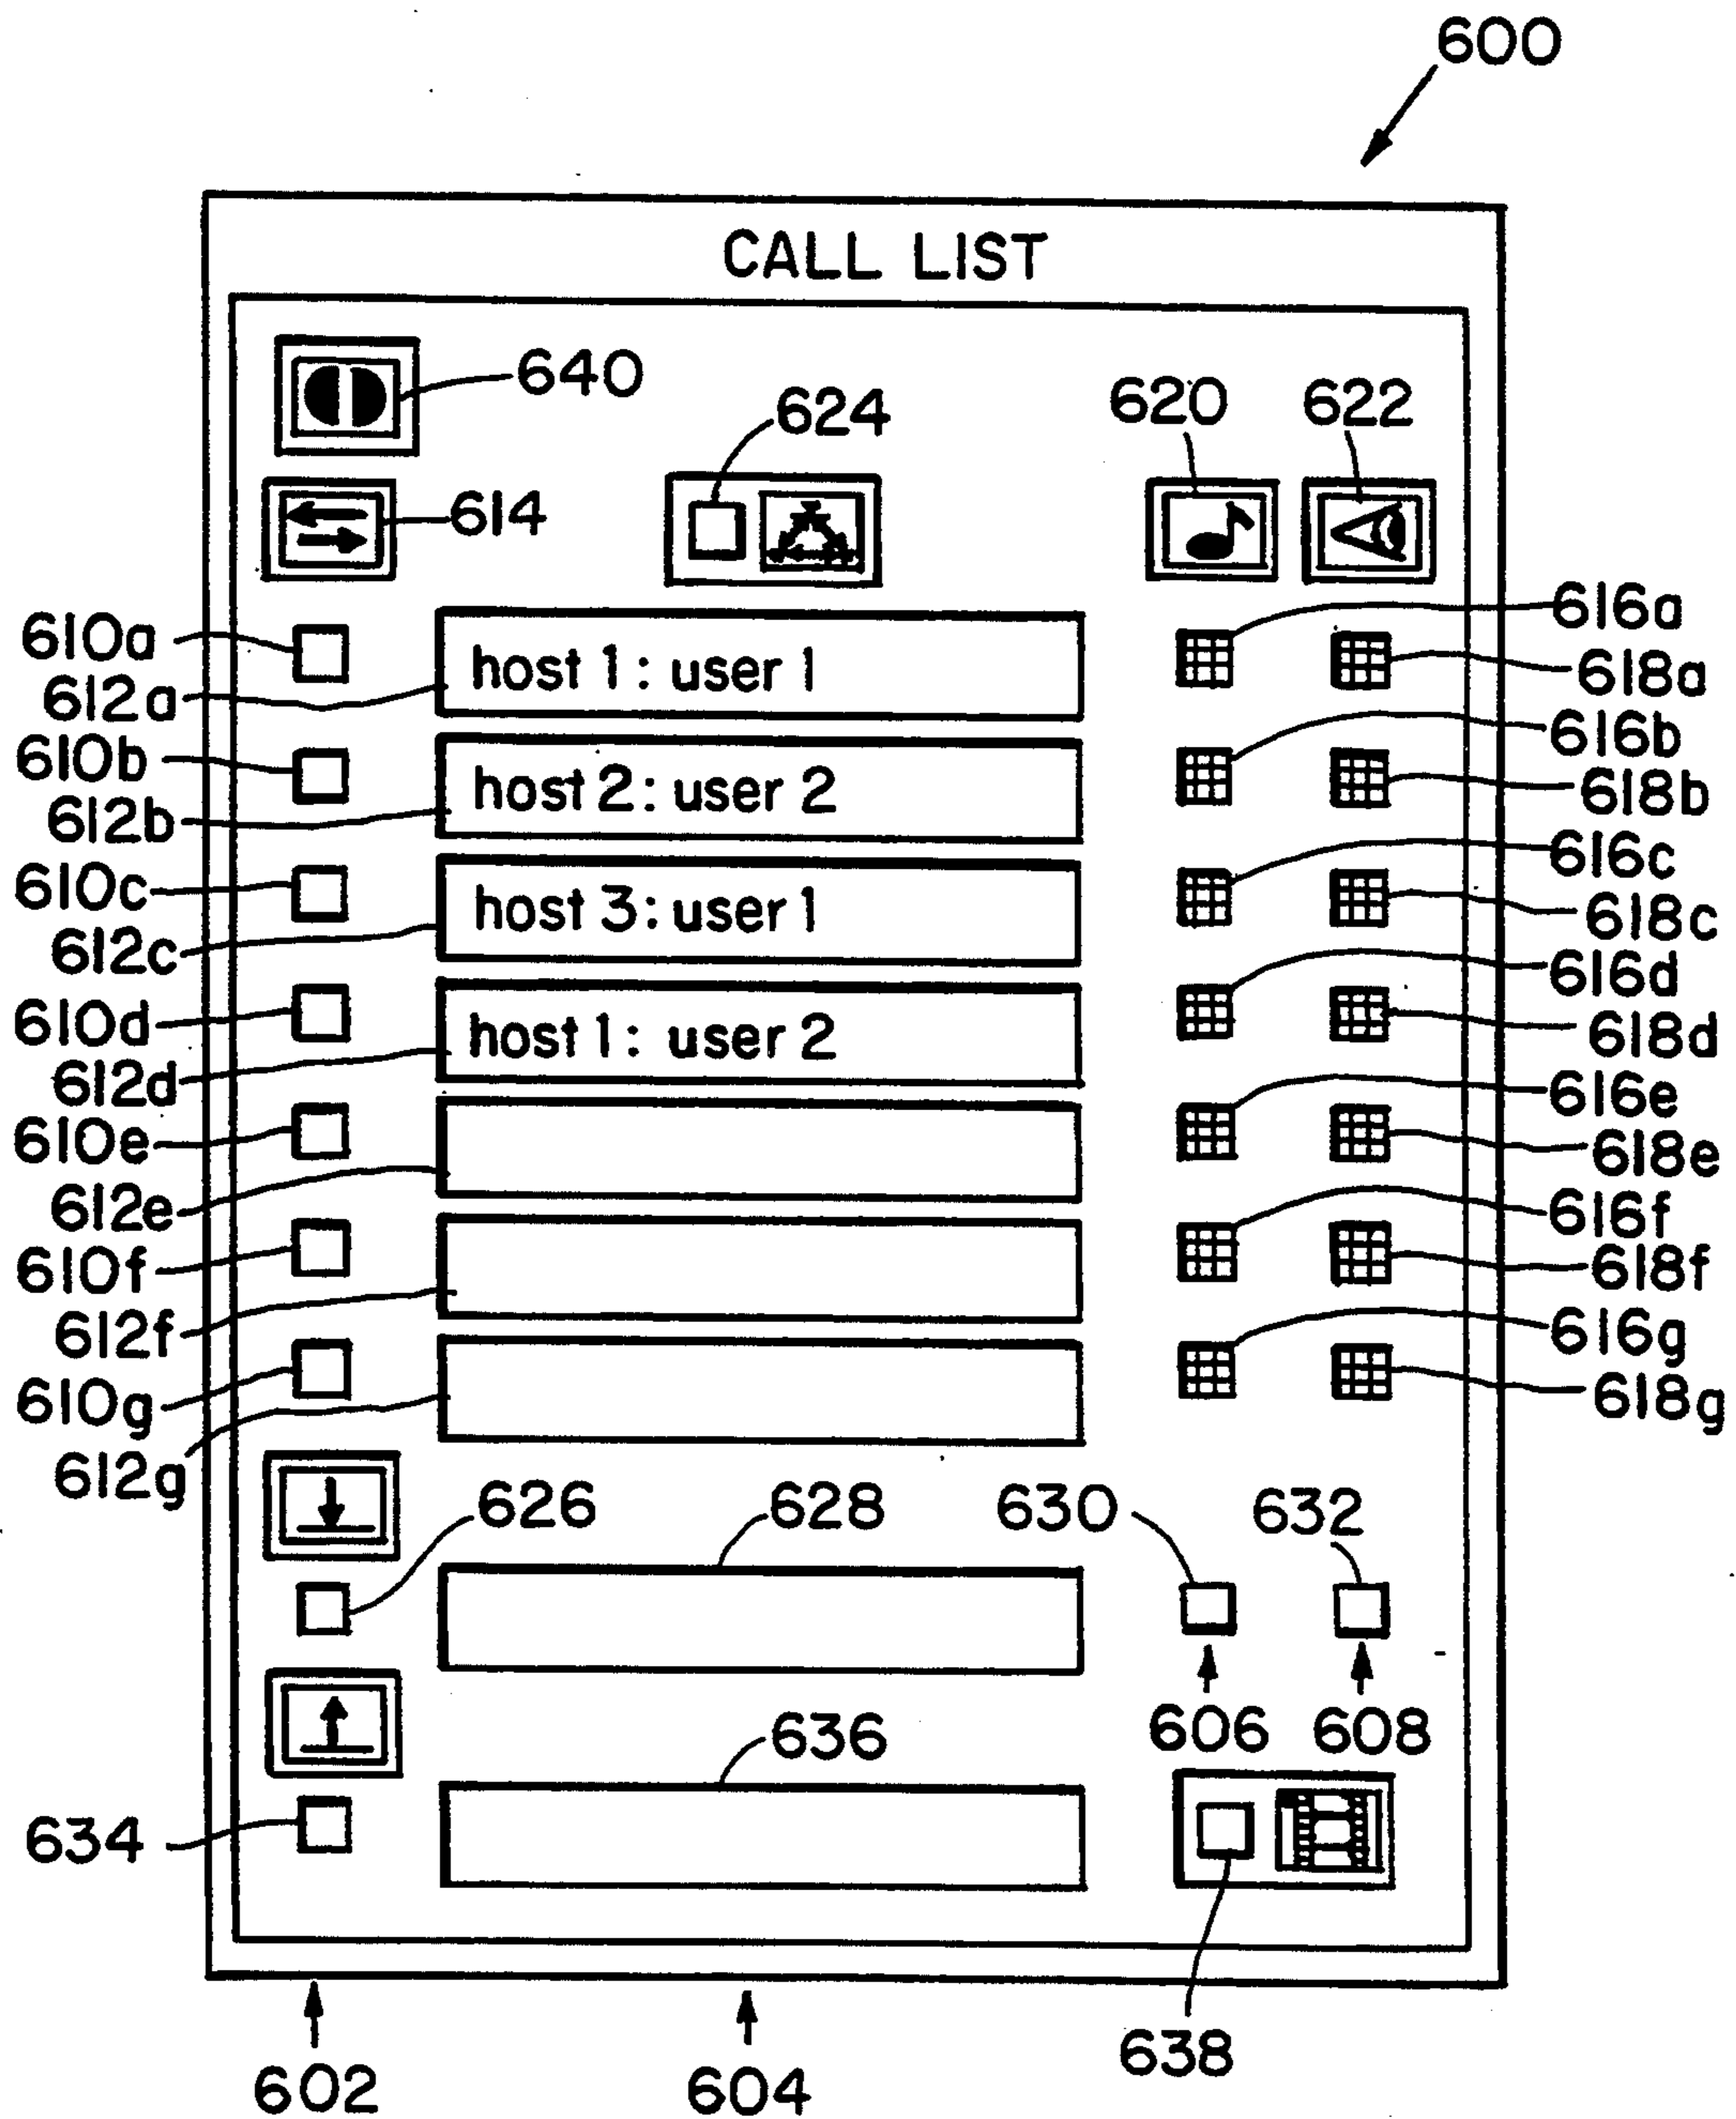 600
CALL LIST
640
624
620
622
614
610a
616a
host 1: user 1
612a
618a
616b
610b
host 2: user 2
612b
618b
616c
610c
host 3: user 1
612c
618c
616d
610d
host 1: user 2
612d
618d
616e
610e
618e
612e
616f
610f
618f
612f
616g
610g
618g
612g
626
628
630
632
606
608
636
634
638
602
604